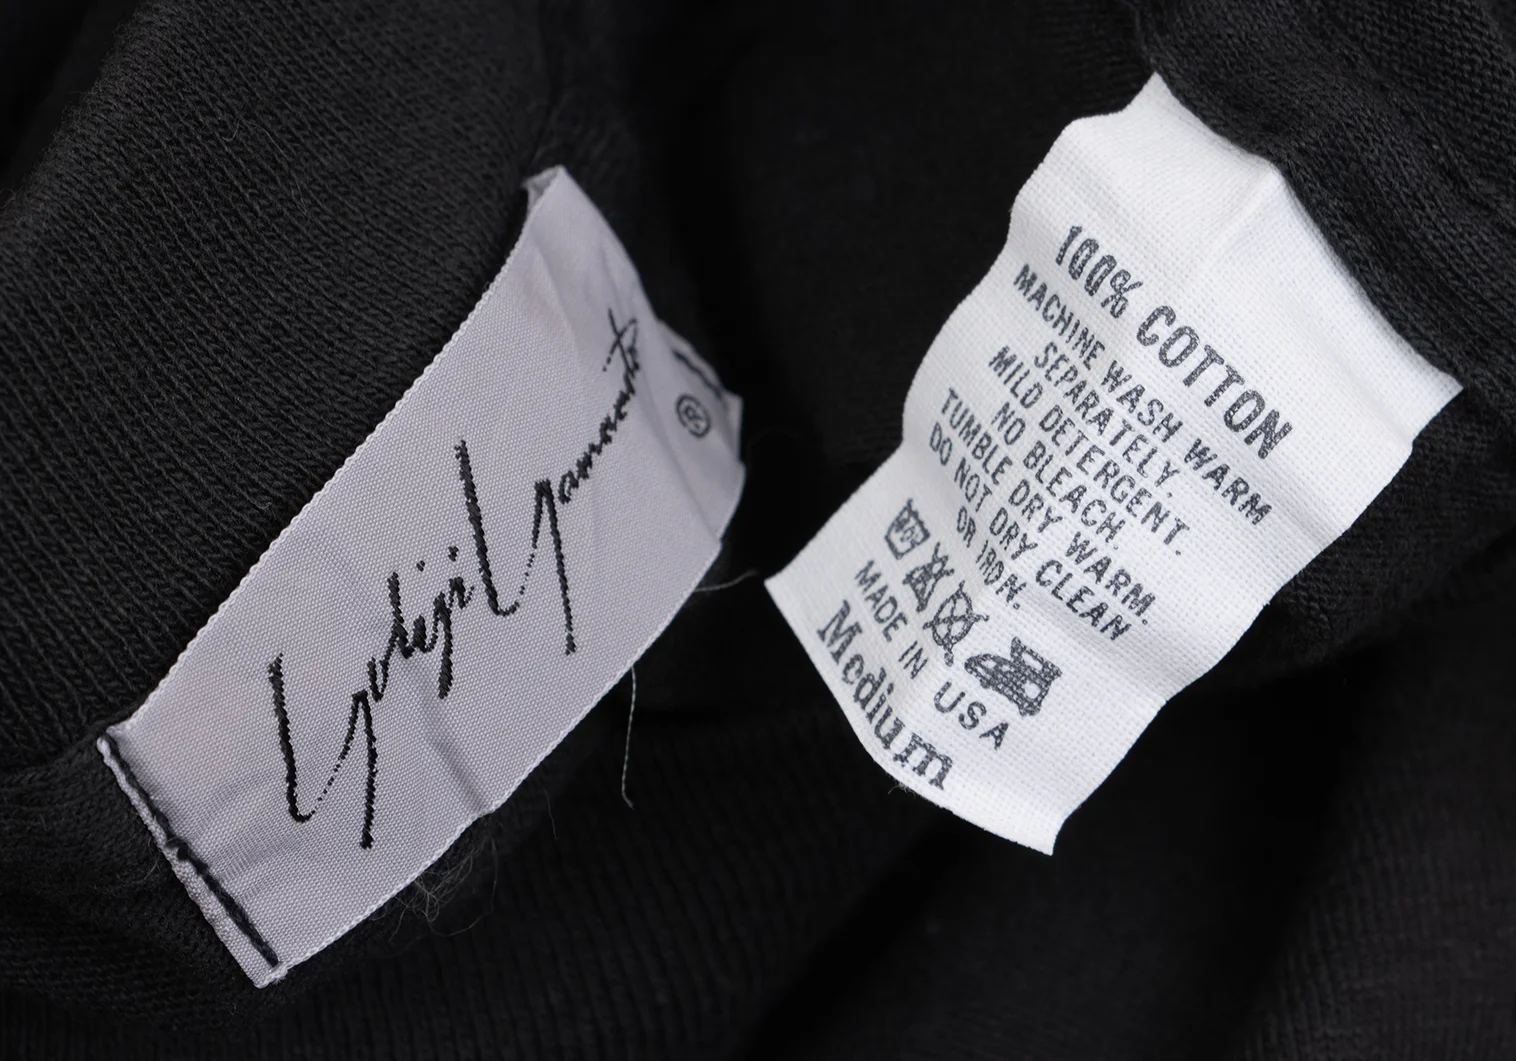 Yohji Yamamoto
®
100% COTTON
MACHINE WASH WARM
SEPARATELY.
MILD DETERGENT.
NO BLEACH.
TUMBLE DRY WARM.
DO NOT DRY CLEAN
OR IRON.
MADE IN USA
Medium